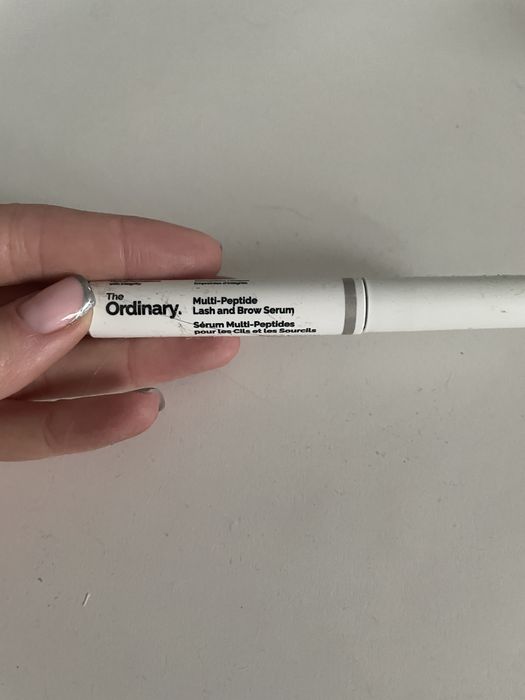 The
Ordinary.
Multi-Peptide
Lash and Brow Serum
Sérum Multi-Peptides
pour les Cils et les Sourcils